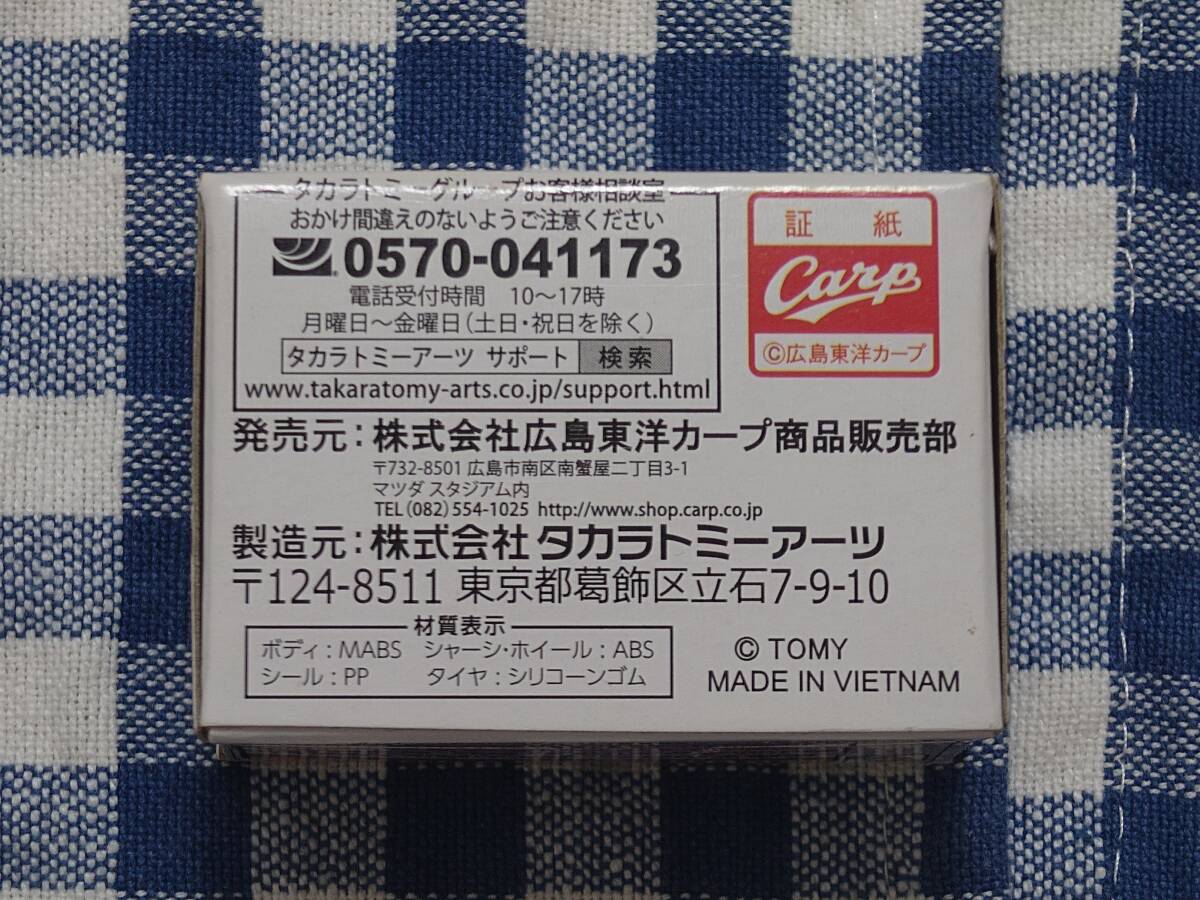 タカラトミーグループお客様相談室
おかけ間違えのないようご注意ください
0570-041173
電話受付時間 10～17時
月曜日～金曜日(土日・祝日を除く)
タカラトミーアーツ サポート 検索
www.takaratomy-arts.co.jp/support.html
証 紙
Carp
©広島東洋カープ
発売元:株式会社広島東洋カープ商品販売部
〒732-8501 広島市南区南蟹屋二丁目3-1
マツダ スタジアム内
TEL(082)554-1025 http://www.shop.carp.co.jp
製造元:株式会社 タカラトミーアーツ
〒124-8511 東京都葛飾区立石7-9-10
材質表示
ボディ:MABS シャーシ・ホイール:ABS
シール:PP タイヤ:シリコーンゴム
© TOMY
MADE IN VIETNAM